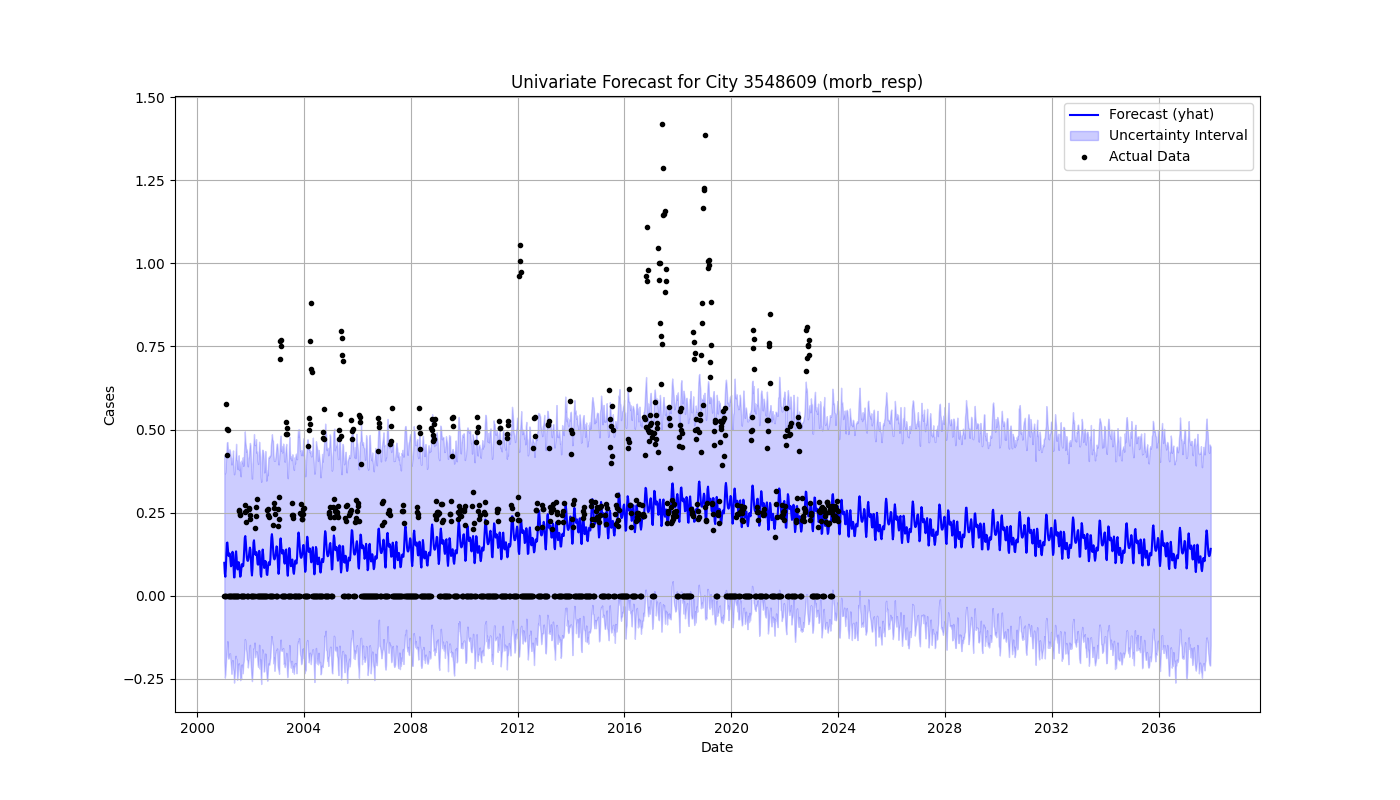 Univariate Forecast for City 3548609 (morb_resp)
Forecast (yhat)
Uncertainty Interval
Actual Data
Cases
1.50
1.25
1.00
0.75
0.50
0.25
0.00
−0.25
2000 2004 2008 2012 2016 2020 2024 2028 2032 2036
Date